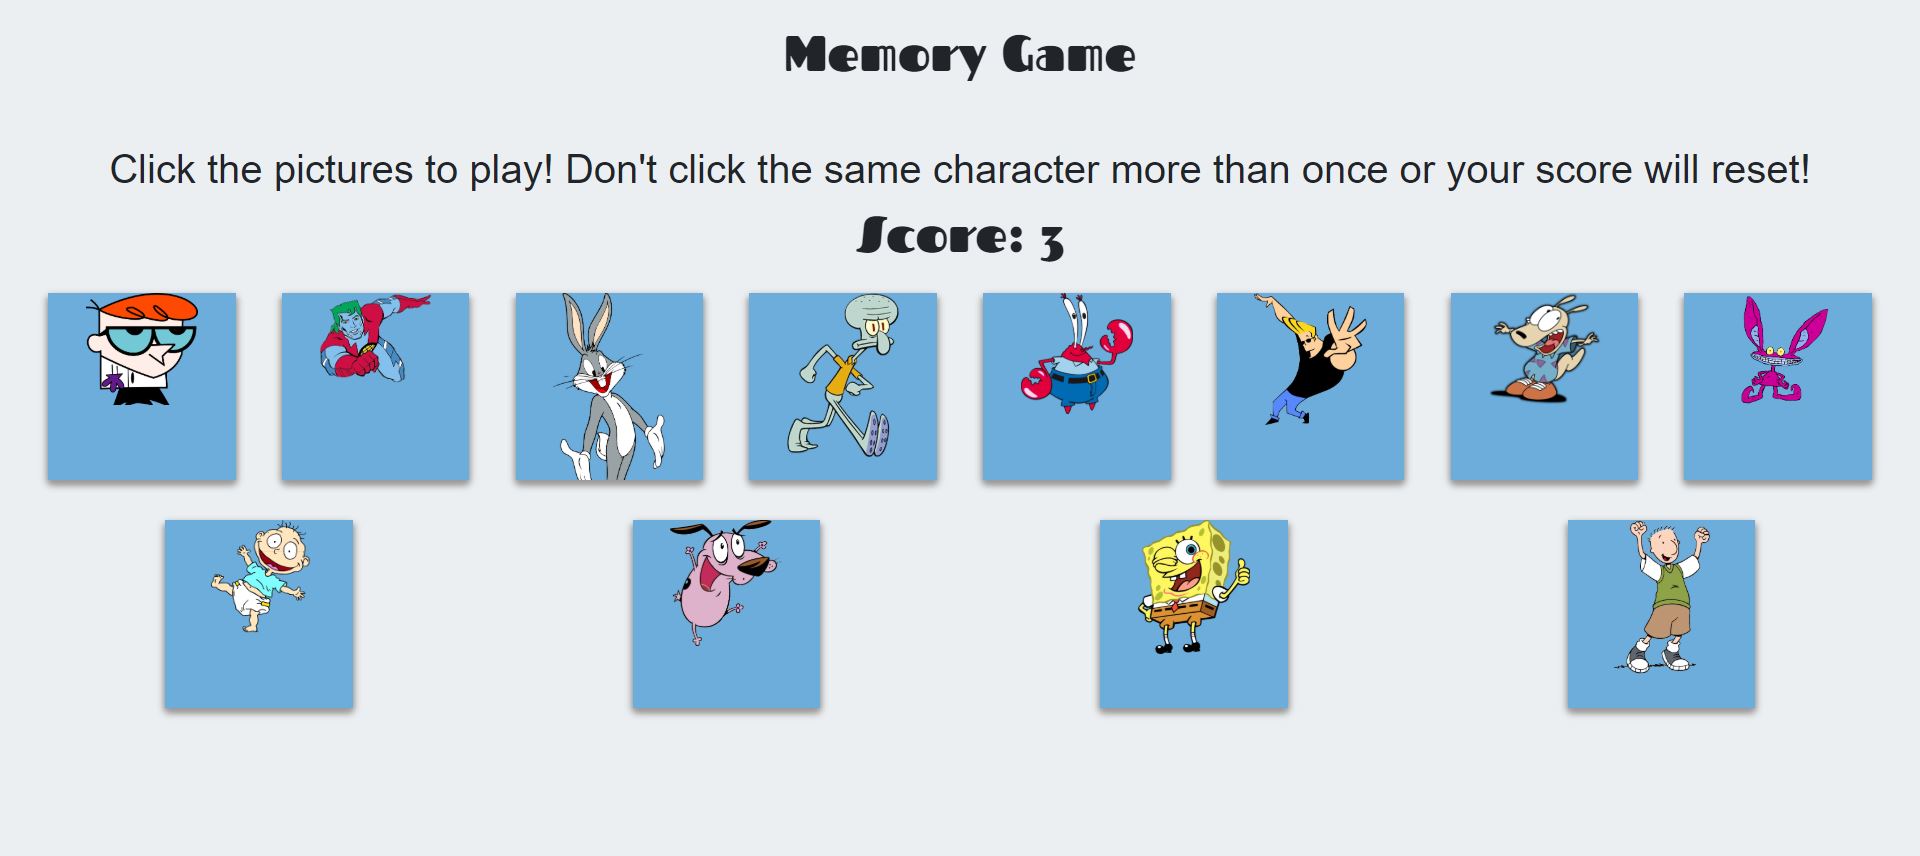 Memory Game
Click the pictures to play! Don't click the same character more than once or your score will reset!
Score: 3